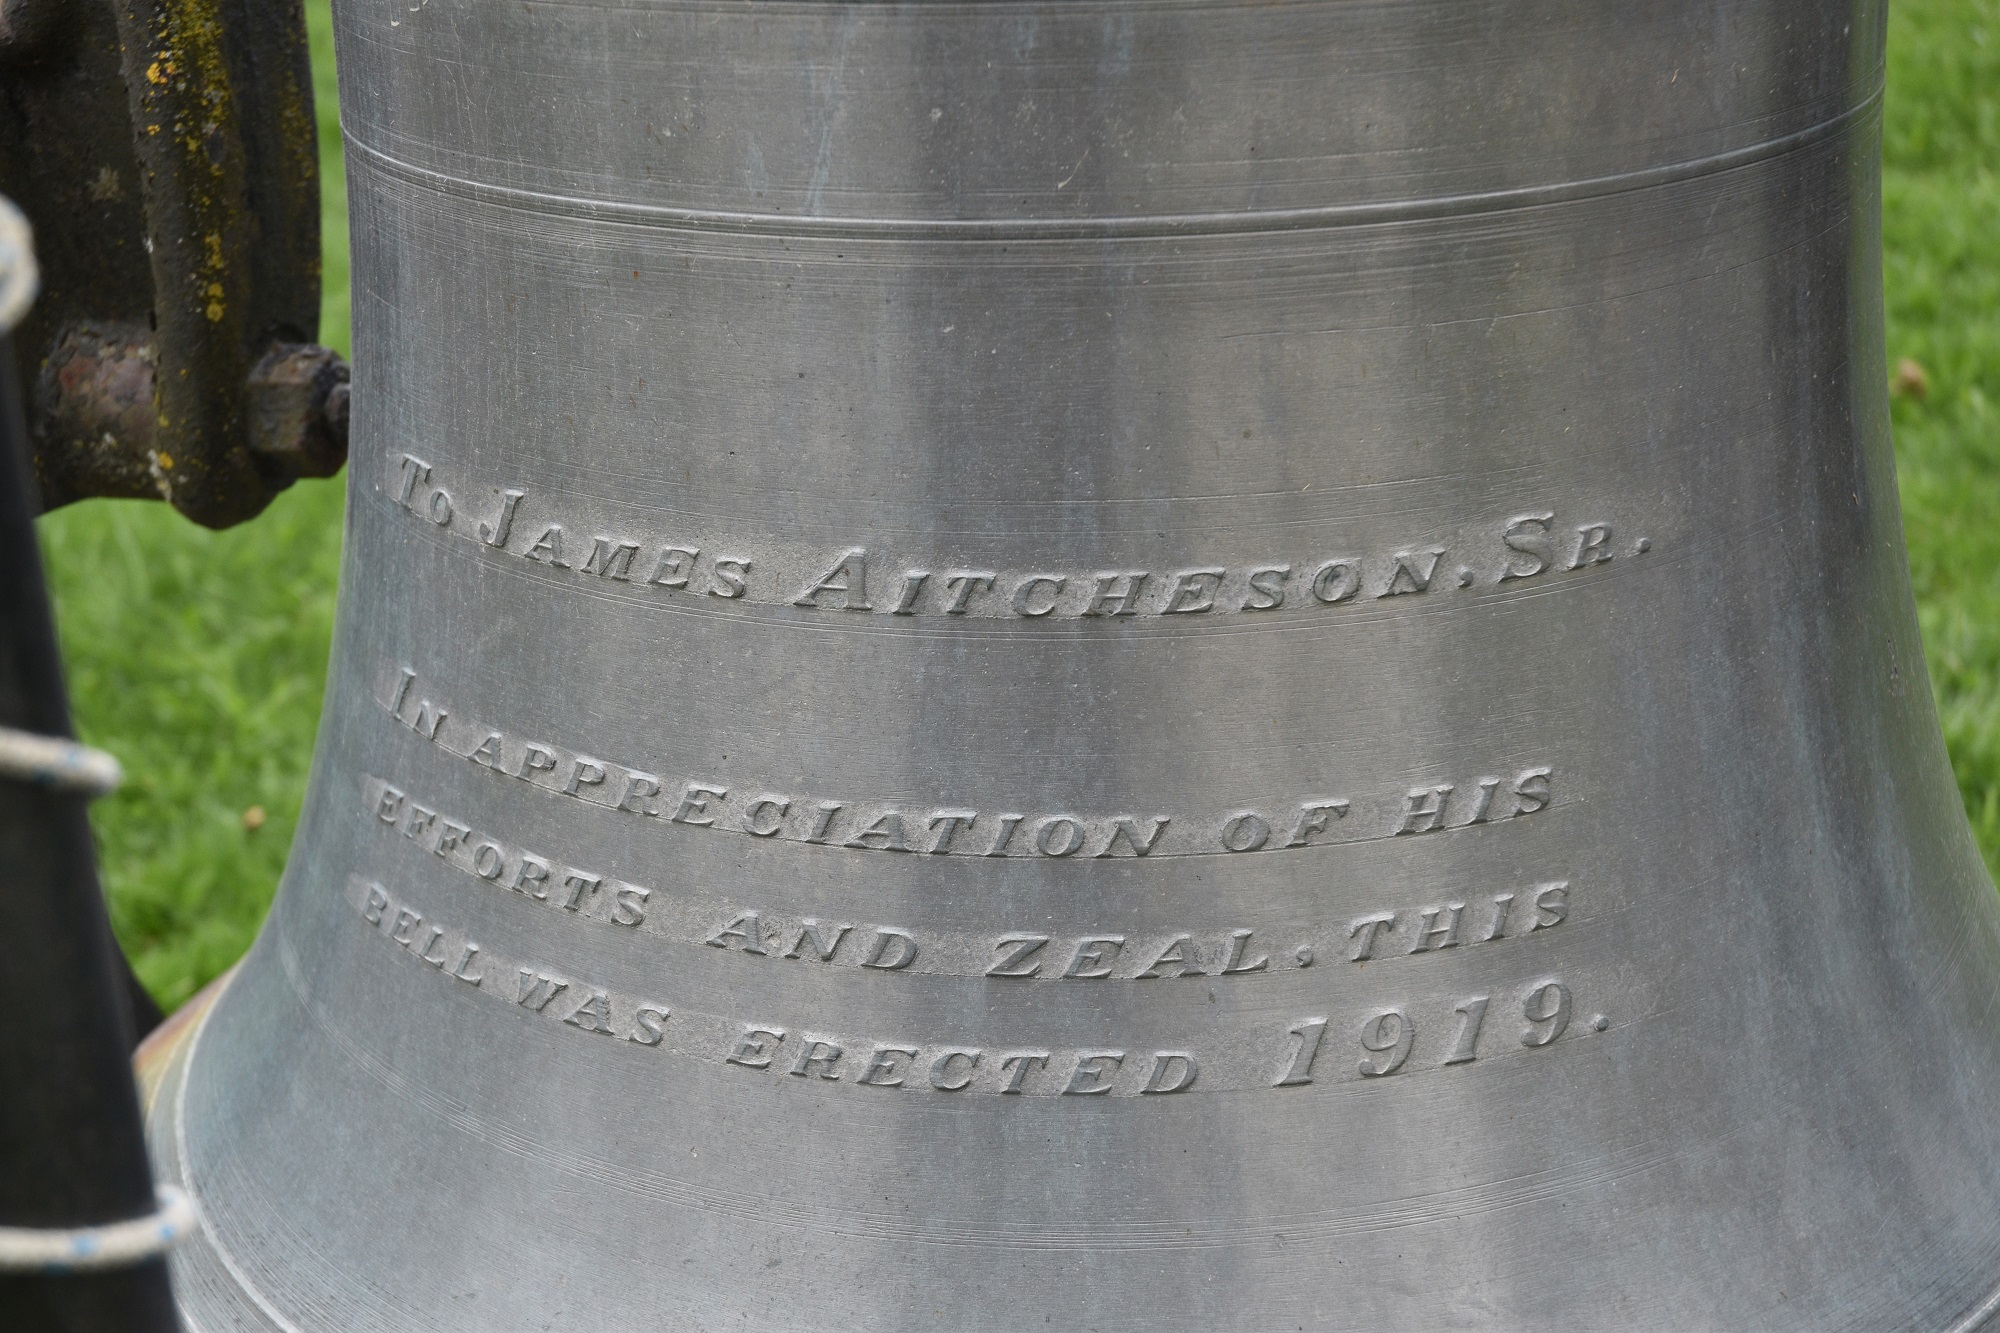 To James Aitcheson, Sr.
In appreciation of his
efforts and zeal, this
bell was erected 1919.